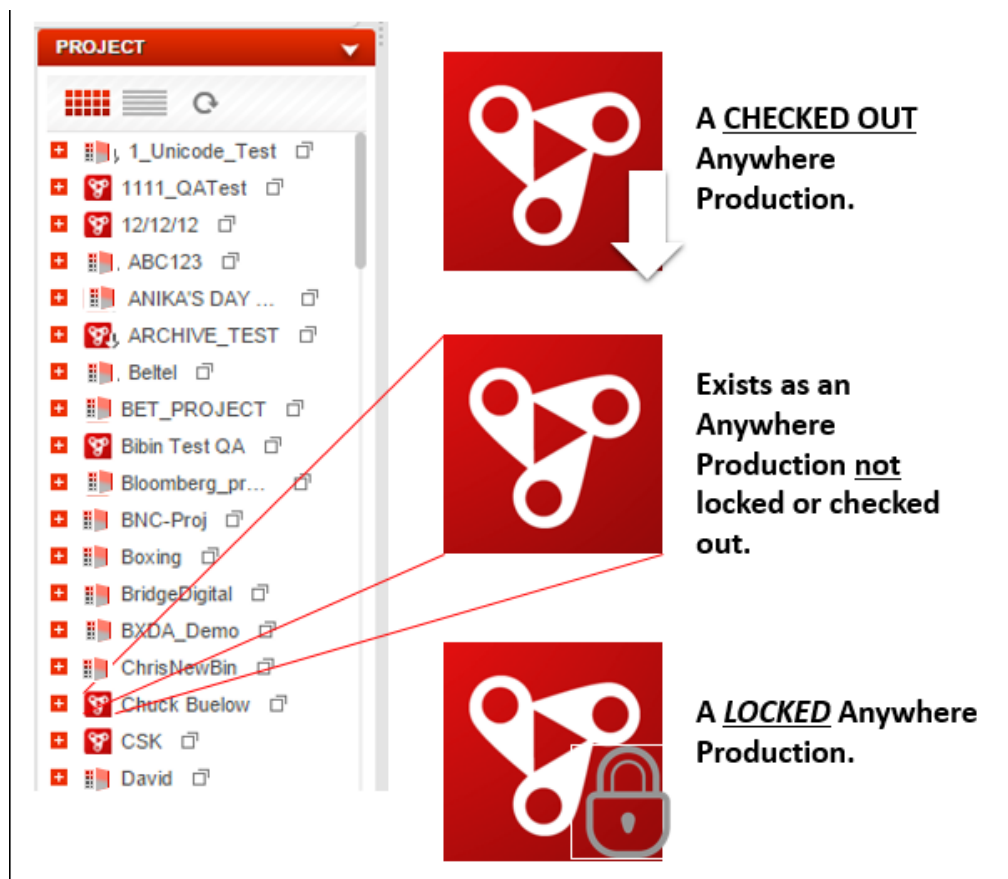 PROJECT
1_Unicode_Test
1111_QATest
12/12/12
ABC123
ANIKA'S DAY ...
ARCHIVE_TEST
Beltel
BET_PROJECT
Bibin Test QA
Bloomberg_pr...
BNC-Proj
Boxing
BridgeDigital
BXDA_Demo
ChrisNewBin
Chuck Buelow
CSK
David
A CHECKED OUT
Anywhere
Production.
Exists as an
Anywhere
Production not
locked or checked
out.
A LOCKED Anywhere
Production.